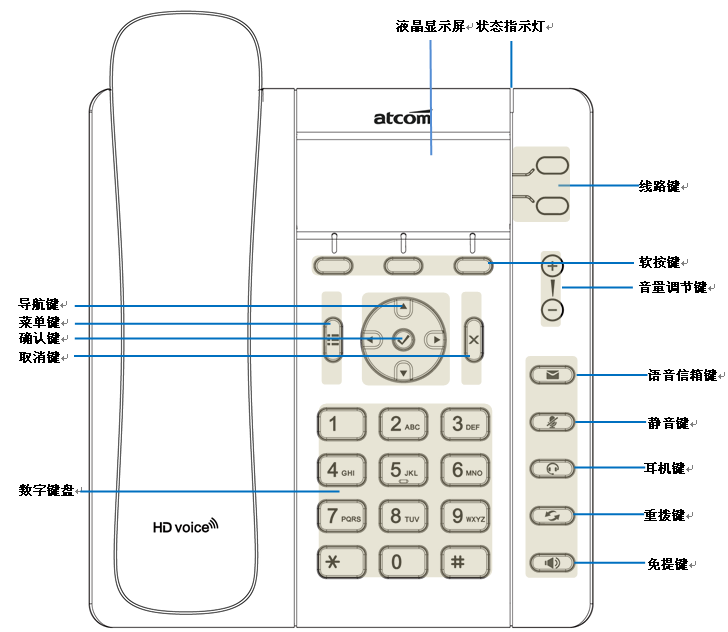 液晶显示屏 状态指示灯
atcom
线路键
软按键
音量调节键
导航键
菜单键
确认键
取消键
语音信箱键
静音键
1
2 ABC
3 DEF
耳机键
4 GHI
5 JKL
6 MNO
数字键盘
重拨键
7 PQRS
8 TUV
9 WXYZ
HD voice
免提键
*
0
#